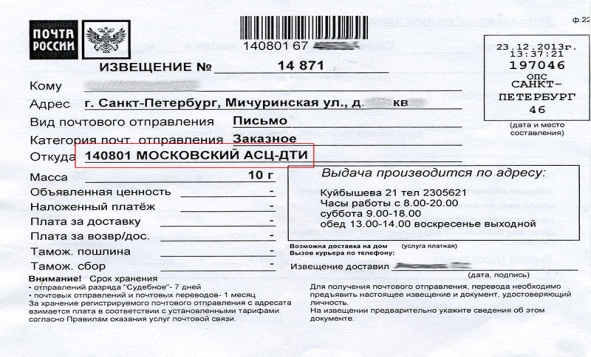 ПОЧТА
РОССИИ
140801 67
ф.22
ИЗВЕЩЕНИЕ № 14 871
23.12.2013г.
13:37:21
197046
ОПС
САНКТ-
ПЕТЕРБУРГ
46
(дата и место
составления)
Кому
Адрес г. Санкт-Петербург, Мичуринская ул., д. кв
Вид почтового отправления Письмо
Категория почт. отправления Заказное
Откуда 140801 МОСКОВСКИЙ АСЦ-ДТИ
Масса 10 г
Объявленная ценность -
Наложенный платёж -
Плата за доставку -
Плата за возвр/дос. -
Тамож. пошлина -
Тамож. сбор -
Выдача производится по адресу:
Куйбышева 21 тел 2305621
Часы работы с 8.00-20.00
суббота 9.00-18.00
обед 13.00-14.00 воскресенье выходной
Возможна доставка на дом (услуга платная)
Вызов курьера по телефону:
Извещение доставил
(дата, подпись)
Внимание! Срок хранения
• отправлений разряда "Судебное"- 7 дней
• почтовых отправлений и почтовых переводов- 1 месяц
За хранение регистрируемого почтового отправления с адресата
взимается плата в соответствии с установленными тарифами
согласно Правилам оказания услуг почтовой связи.
Для получения почтового отправления, перевода необходимо
предъявить настоящее извещение и документ, удостоверяющий
личность.
На извещении предварительно укажите сведения об этом
документе.